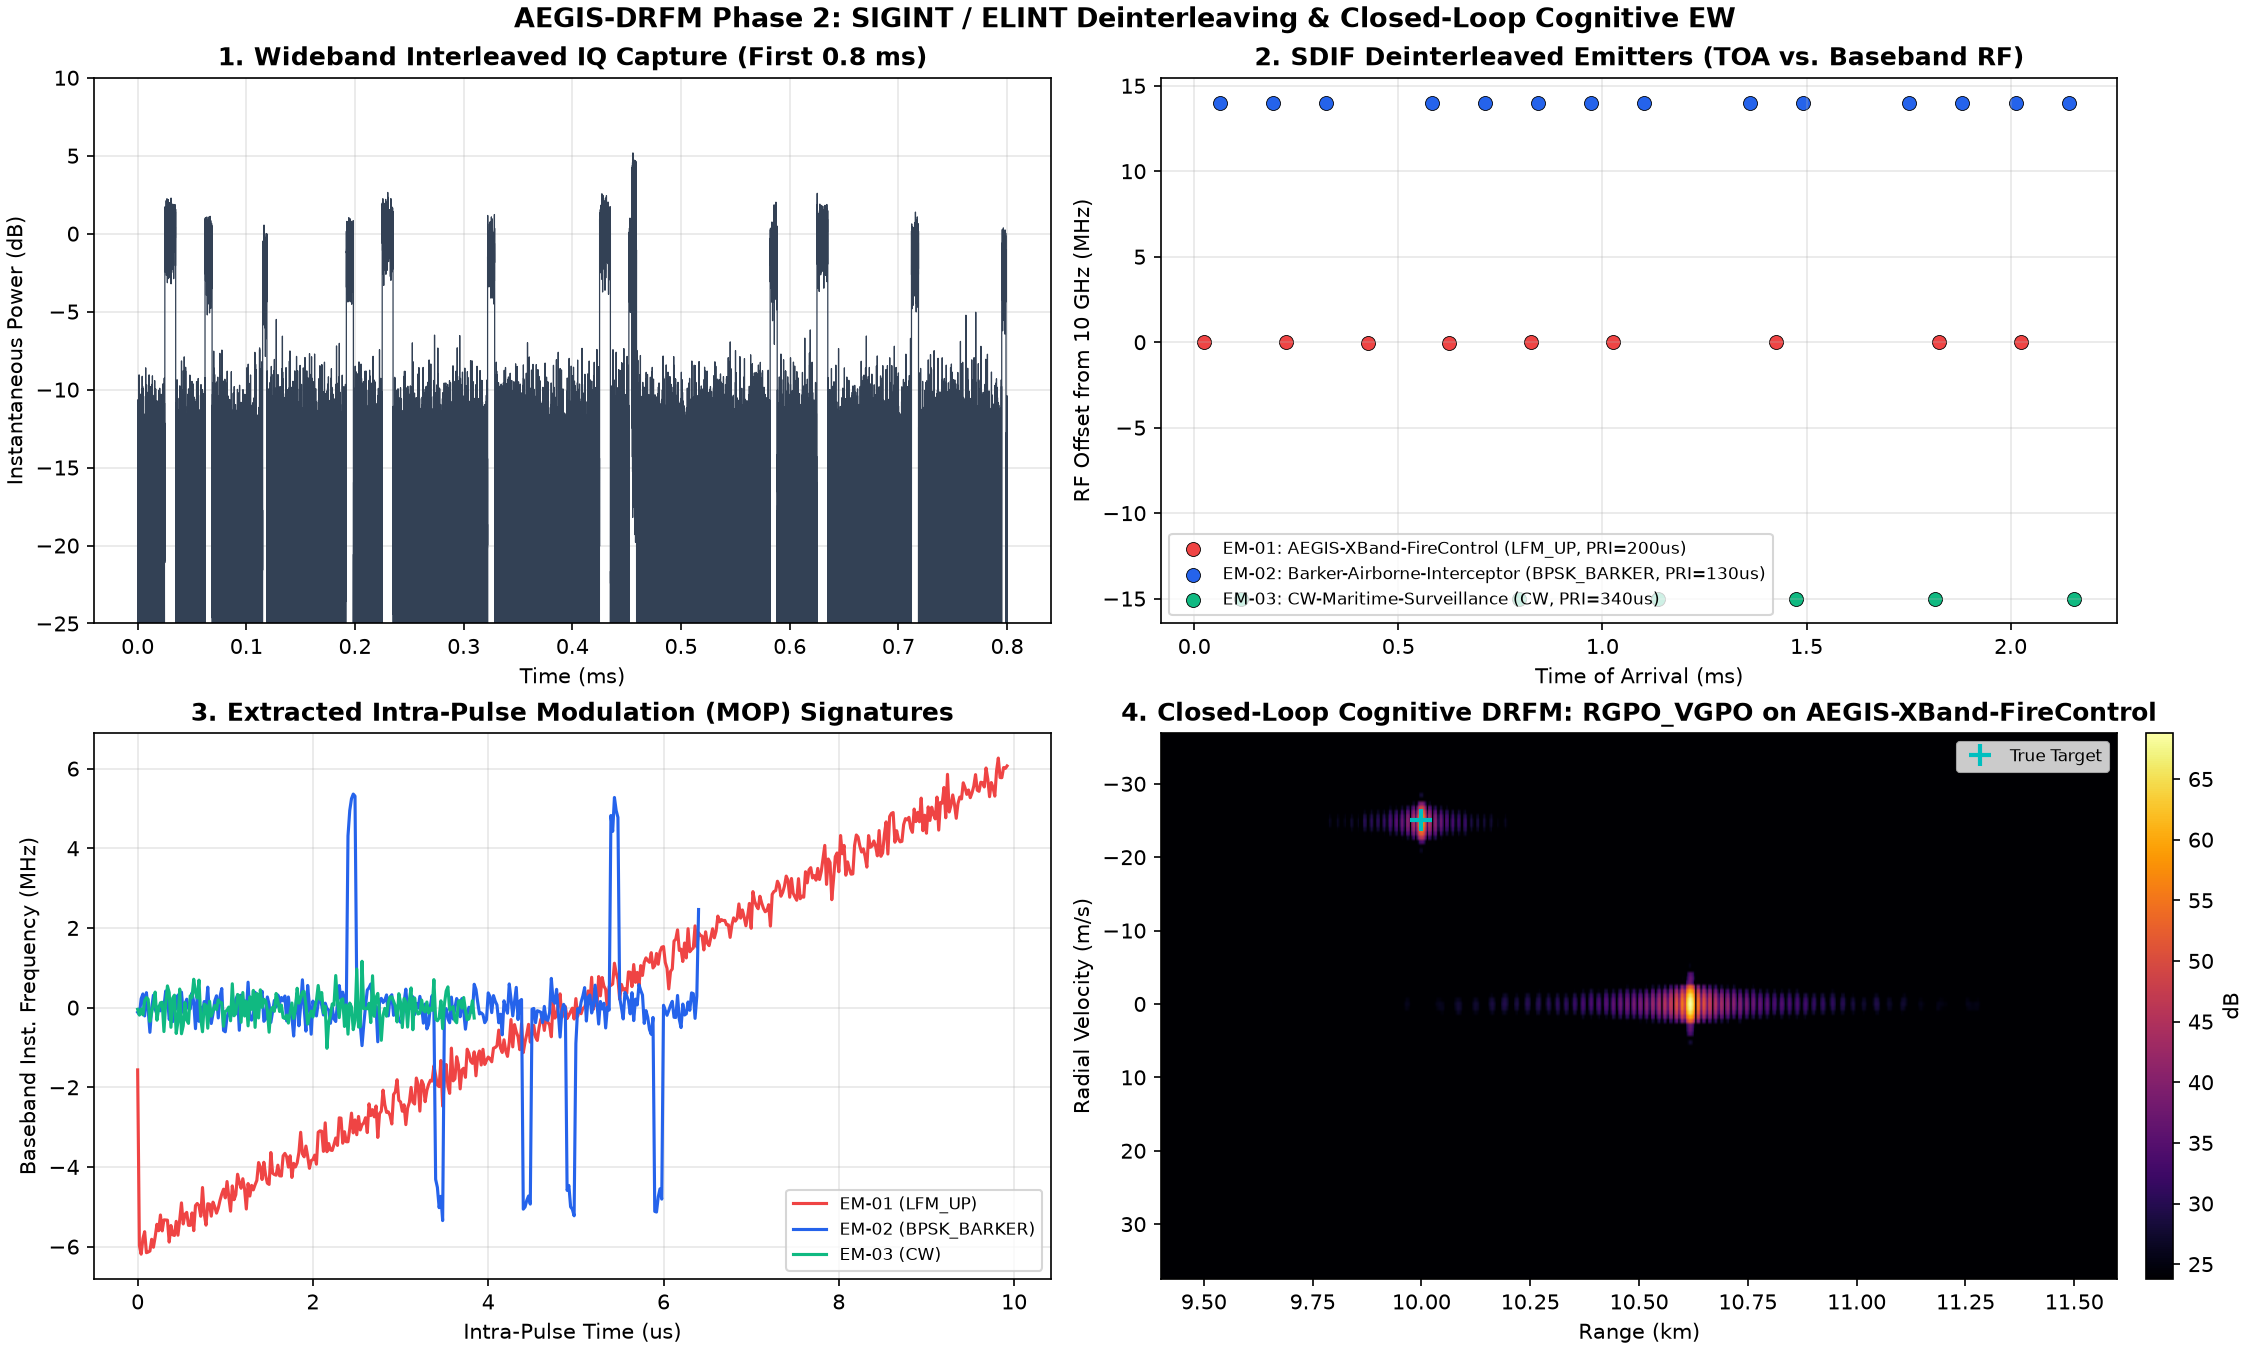 AEGIS-DRFM Phase 2: SIGINT / ELINT Deinterleaving & Closed-Loop Cognitive EW
1. Wideband Interleaved IQ Capture (First 0.8 ms)
Instantaneous Power (dB)
10
5
0
−5
−10
−15
−20
−25
0.0 0.1 0.2 0.3 0.4 0.5 0.6 0.7 0.8
Time (ms)
2. SDIF Deinterleaved Emitters (TOA vs. Baseband RF)
RF Offset from 10 GHz (MHz)
15
10
5
0
−5
−10
−15
EM-01: AEGIS-XBand-FireControl (LFM_UP, PRI=200us)
EM-02: Barker-Airborne-Interceptor (BPSK_BARKER, PRI=130us)
EM-03: CW-Maritime-Surveillance (CW, PRI=340us)
0.0 0.5 1.0 1.5 2.0
Time of Arrival (ms)
3. Extracted Intra-Pulse Modulation (MOP) Signatures
Baseband Inst. Frequency (MHz)
6
4
2
0
−2
−4
−6
EM-01 (LFM_UP)
EM-02 (BPSK_BARKER)
EM-03 (CW)
0 2 4 6 8 10
Intra-Pulse Time (us)
4. Closed-Loop Cognitive DRFM: RGPO_VGPO on AEGIS-XBand-FireControl
Radial Velocity (m/s)
−30
−20
−10
0
10
20
30
True Target
9.50 9.75 10.00 10.25 10.50 10.75 11.00 11.25 11.50
Range (km)
65
60
55
50
45
40
35
30
25
dB